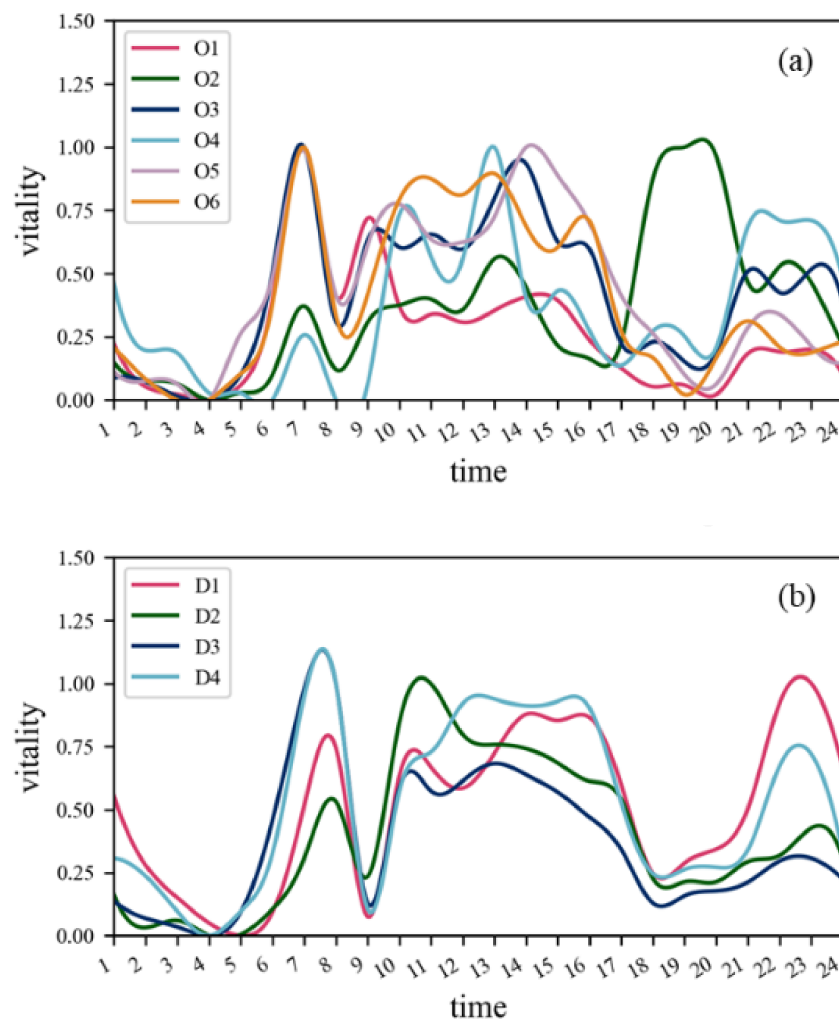 1.50
(a)
O1
O2
O3
O4
O5
O6
1.25
1.00
0.75
0.50
0.25
0.00
vitality
1 2 3 4 5 6 7 8 9 10 11 12 13 14 15 16 17 18 19 20 21 22 23 24
time
1.50
(b)
D1
D2
D3
D4
1.25
1.00
0.75
0.50
0.25
0.00
vitality
1 2 3 4 5 6 7 8 9 10 11 12 13 14 15 16 17 18 19 20 21 22 23 24
time